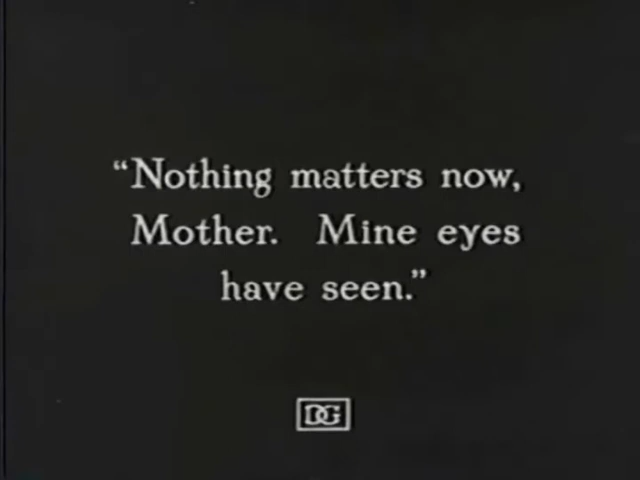 “Nothing matters now,
Mother. Mine eyes
have seen.”
DG